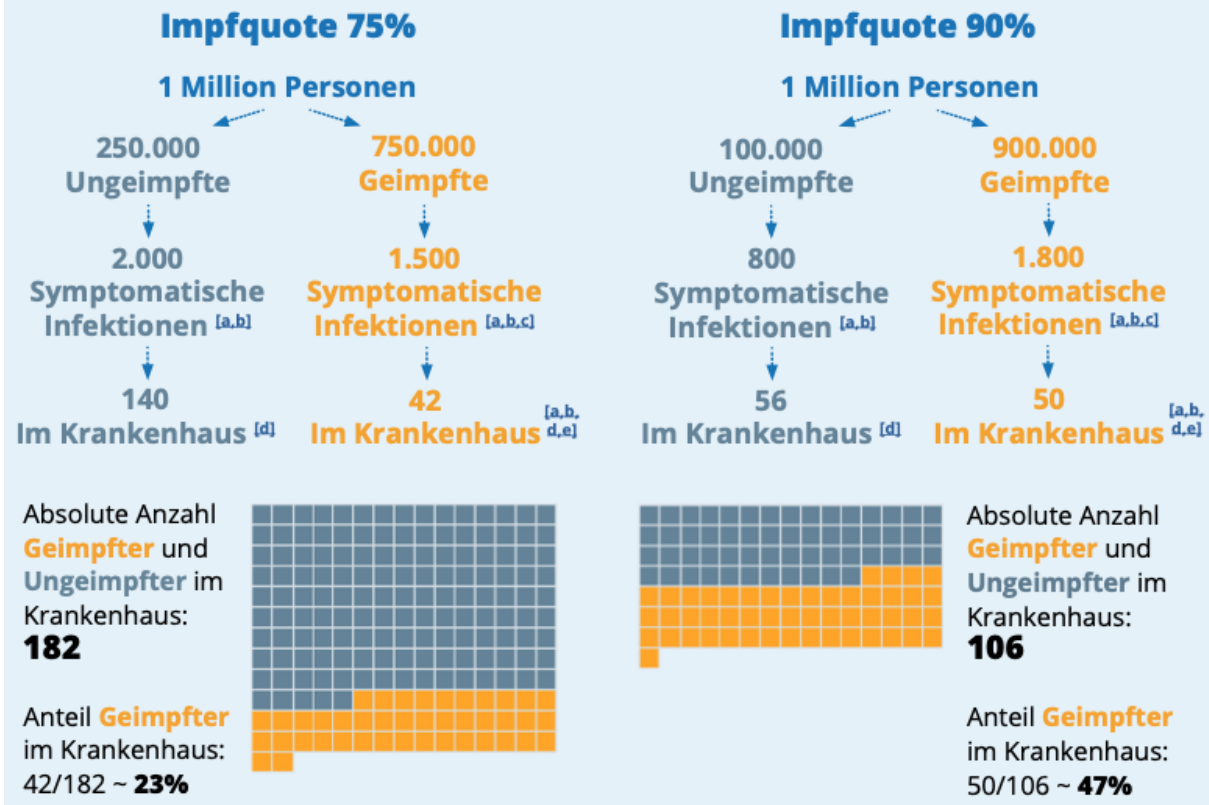 Impfquote 75%
1 Million Personen
250.000
Ungeimpfte
750.000
Geimpfte
2.000
Symptomatische
Infektionen [a,b]
1.500
Symptomatische
Infektionen [a,b,c]
140
Im Krankenhaus [d]
42
Im Krankenhaus [a,b,
d,e]
Absolute Anzahl
Geimpfter und
Ungeimpfter im
Krankenhaus:
182
Anteil Geimpfter
im Krankenhaus:
42/182 ~ 23%
Impfquote 90%
1 Million Personen
100.000
Ungeimpfte
900.000
Geimpfte
800
Symptomatische
Infektionen [a,b]
1.800
Symptomatische
Infektionen [a,b,c]
56
Im Krankenhaus [d]
50
Im Krankenhaus [a,b,
d,e]
Absolute Anzahl
Geimpfter und
Ungeimpfter im
Krankenhaus:
106
Anteil Geimpfter
im Krankenhaus:
50/106 ~ 47%